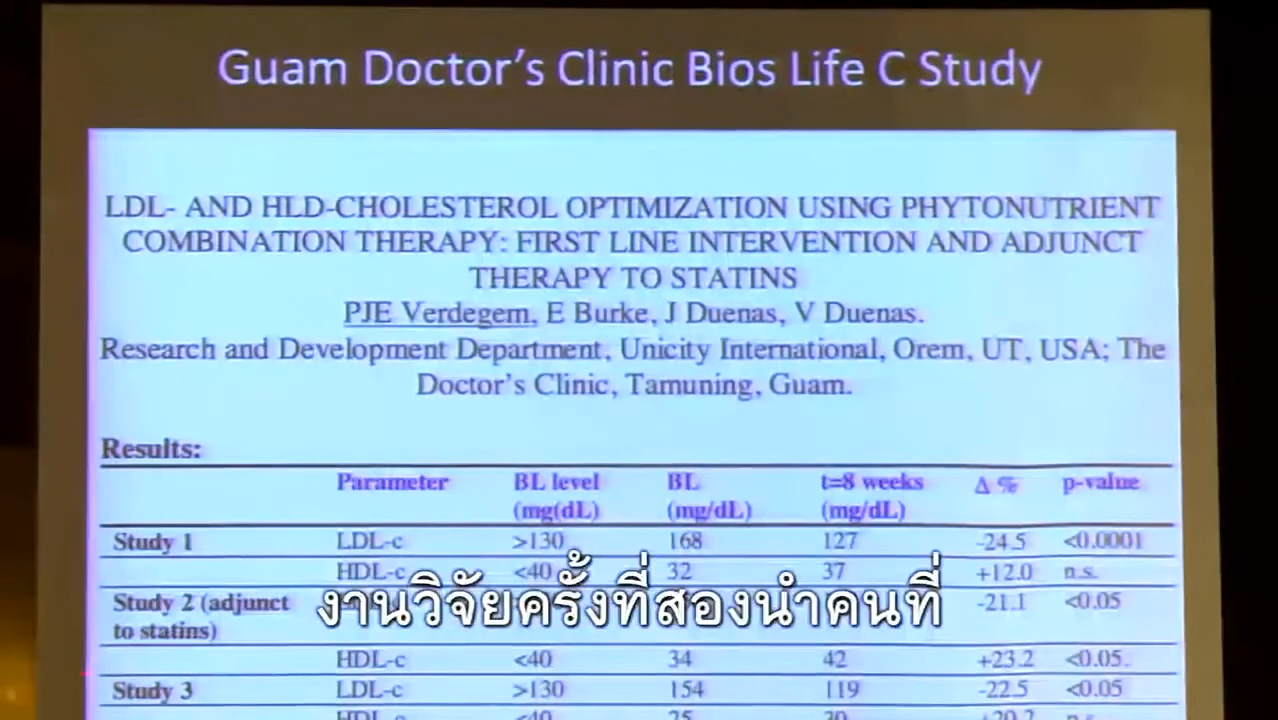 Guam Doctor's Clinic Bios Life C Study
LDL- AND HLD-CHOLESTEROL OPTIMIZATION USING PHYTONUTRIENT
COMBINATION THERAPY: FIRST LINE INTERVENTION AND ADJUNCT
THERAPY TO STATINS
PJE Verdegem, E Burke, J Duenas, V Duenas.
Research and Development Department, Unicity International, Orem, UT, USA; The
Doctor's Clinic, Tamuning, Guam.
Results:
Parameter BL level BL t=8 weeks Δ % p-value
(mg(dL) (mg/dL) (mg/dL)
Study 1 LDL-c >130 168 127 -24.5 <0.0001
HDL-c <40 32 37 +12.0 n.s.
Study 2 (adjunct -21.1 <0.05
to statins)
งานวิจัยครั้งที่สองนำคนที่
HDL-c <40 34 42 +23.2 <0.05.
Study 3 LDL-c >130 154 119 -22.5 <0.05